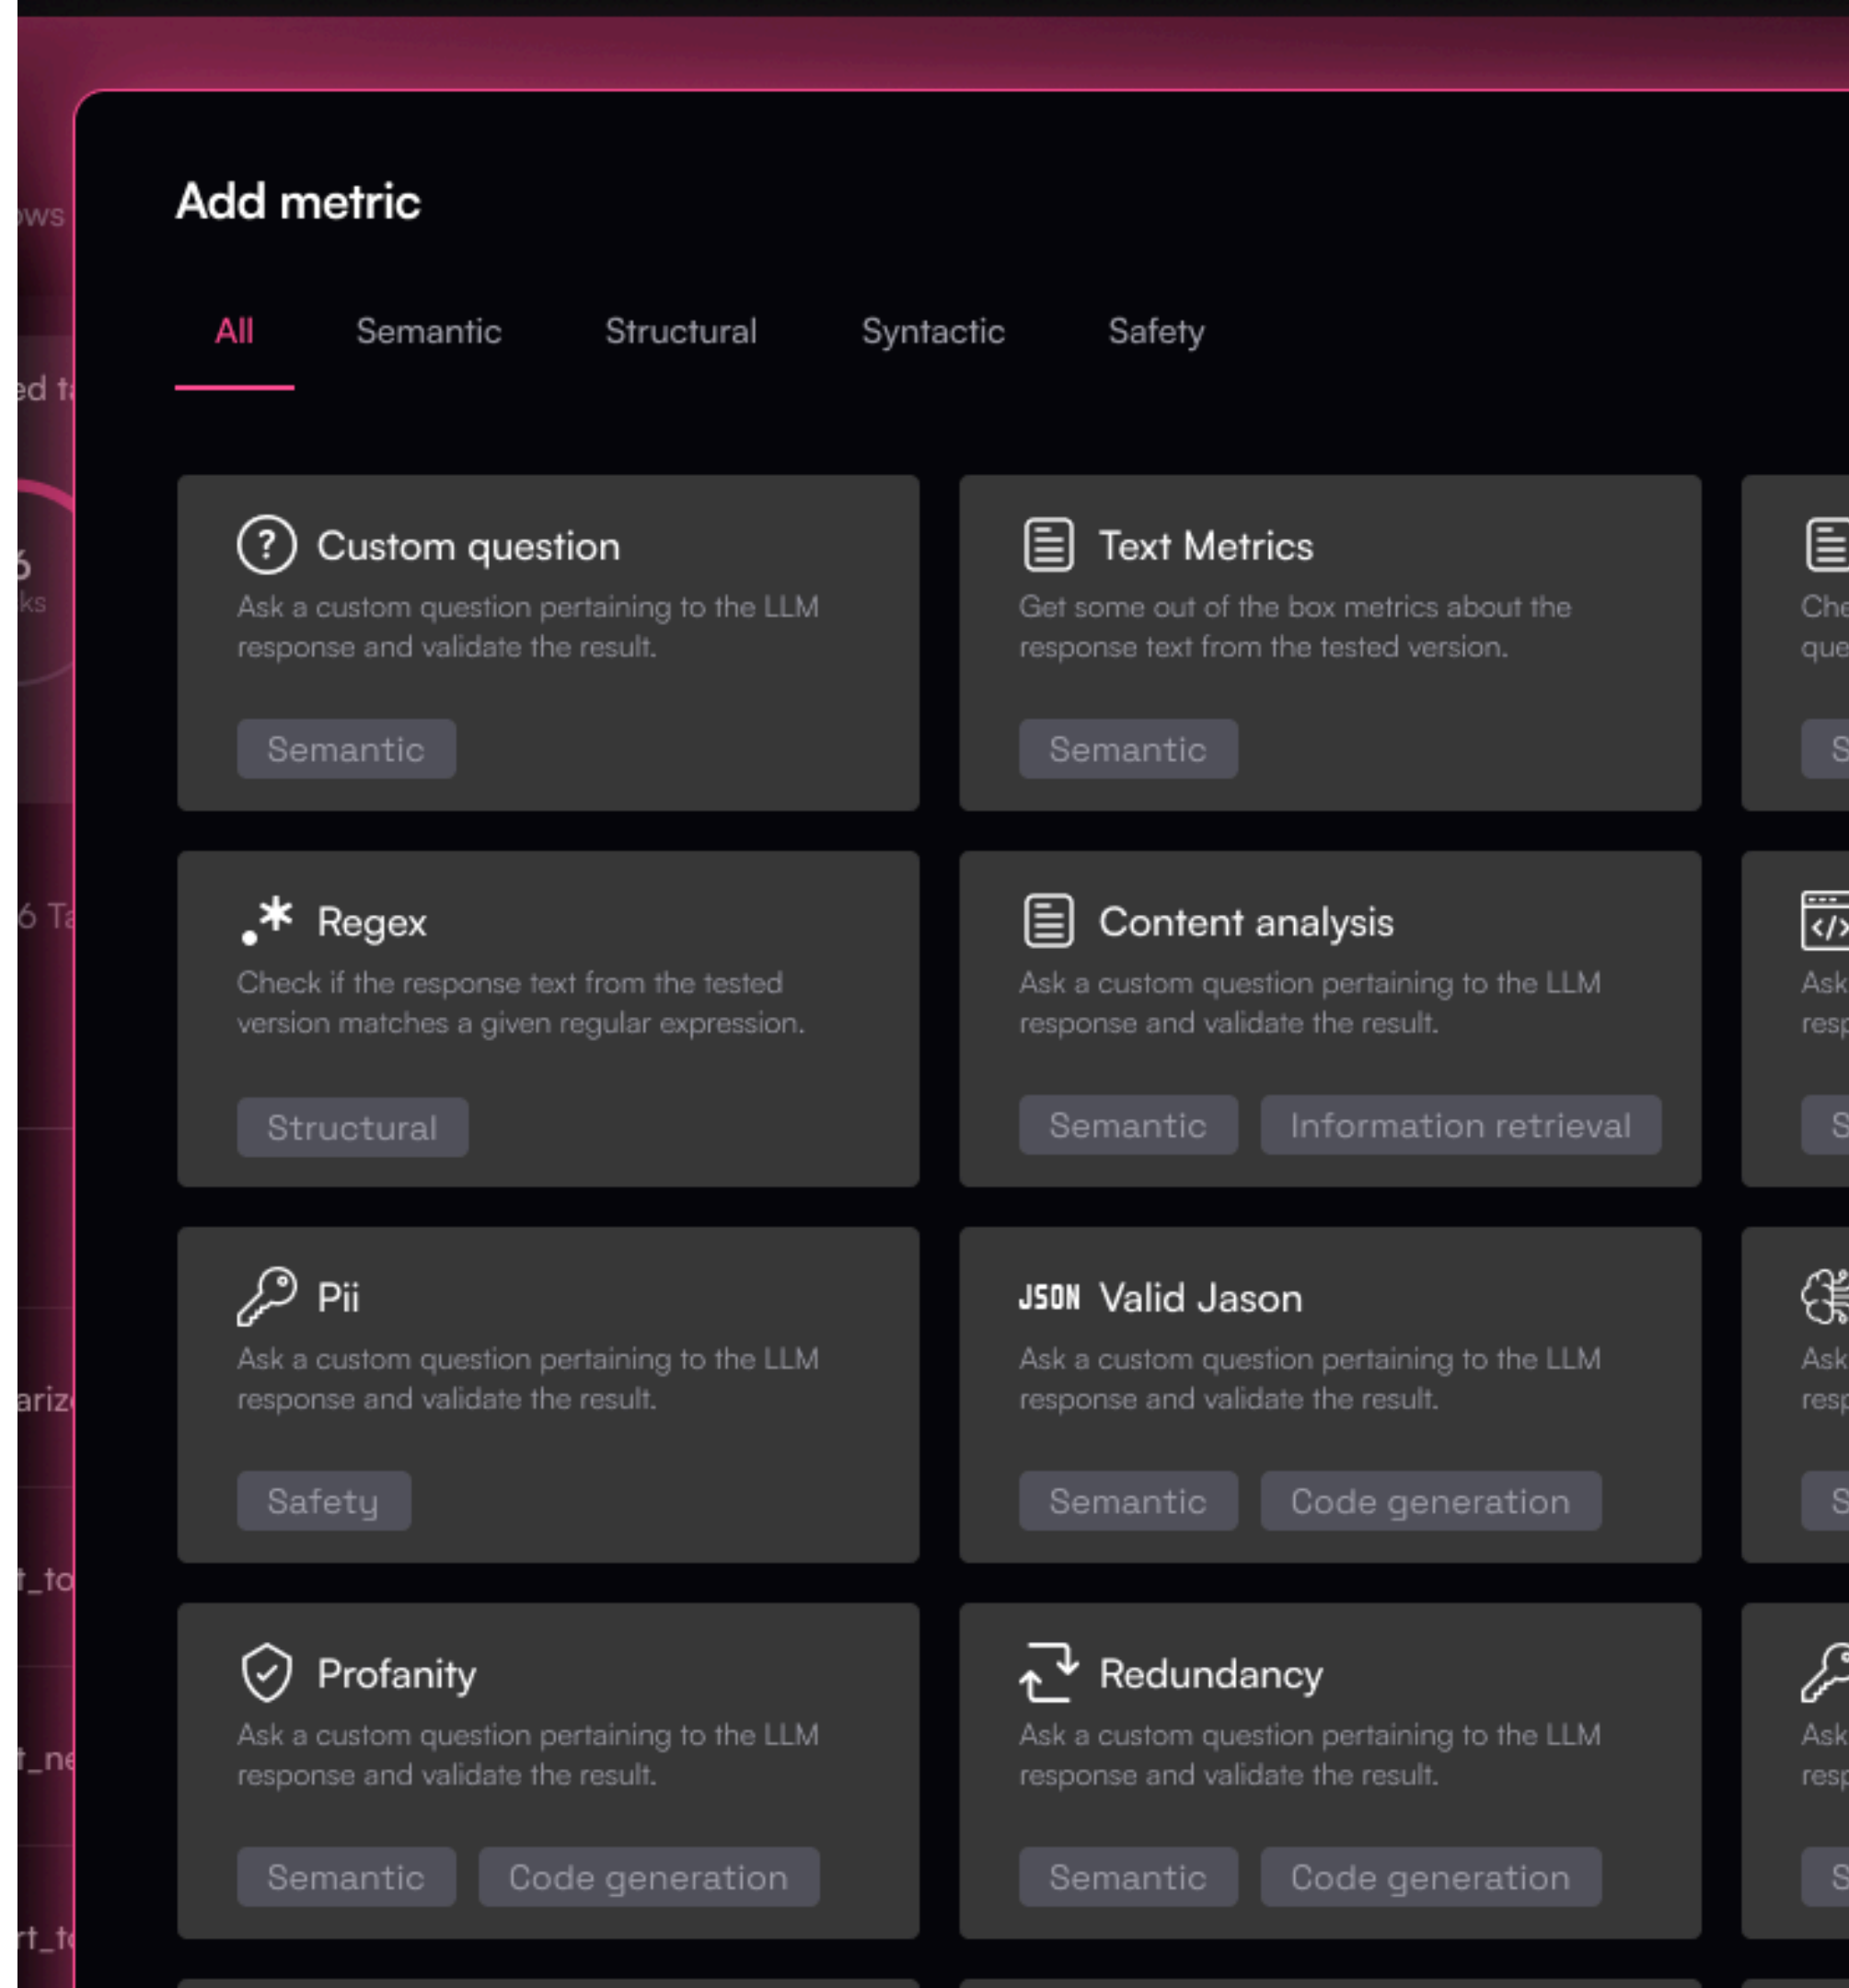 Add metric
All Semantic Structural Syntactic Safety
Custom question
Ask a custom question pertaining to the LLM
response and validate the result.
Semantic
Text Metrics
Get some out of the box metrics about the
response text from the tested version.
Semantic
Regex
Check if the response text from the tested
version matches a given regular expression.
Structural
Content analysis
Ask a custom question pertaining to the LLM
response and validate the result.
Semantic Information retrieval
Ask
Pii
Ask a custom question pertaining to the LLM
response and validate the result.
Safety
JSON Valid Jason
Ask a custom question pertaining to the LLM
response and validate the result.
Semantic Code generation
Ask
Profanity
Ask a custom question pertaining to the LLM
response and validate the result.
Semantic Code generation
Redundancy
Ask a custom question pertaining to the LLM
response and validate the result.
Semantic Code generation
Ask